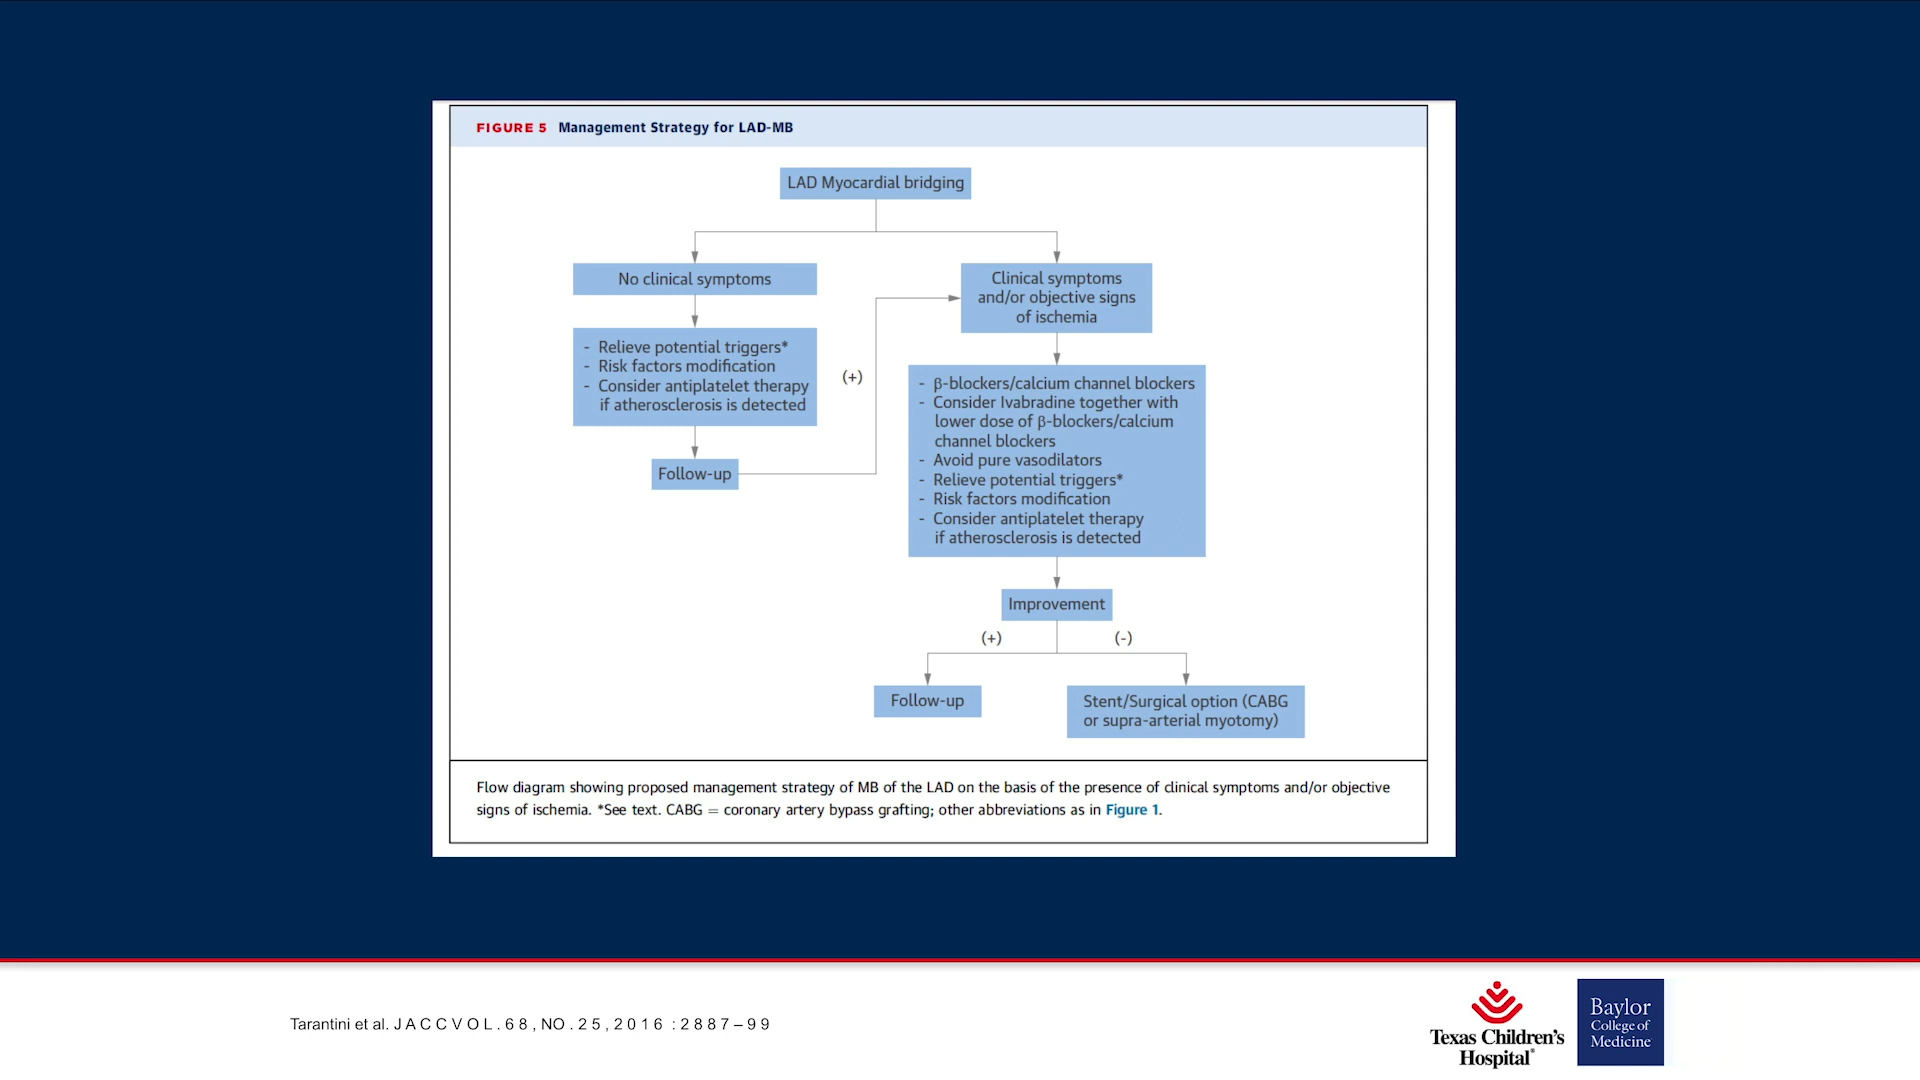 FIGURE 5 Management Strategy for LAD-MB
LAD Myocardial bridging
No clinical symptoms
- Relieve potential triggers*
- Risk factors modification
- Consider antiplatelet therapy
if atherosclerosis is detected
Follow-up
(+)
Clinical symptoms
and/or objective signs
of ischemia
- β-blockers/calcium channel blockers
- Consider Ivabradine together with
lower dose of β-blockers/calcium
channel blockers
- Avoid pure vasodilators
- Relieve potential triggers*
- Risk factors modification
- Consider antiplatelet therapy
if atherosclerosis is detected
Improvement
(+)
(-)
Follow-up
Stent/Surgical option (CABG
or supra-arterial myotomy)
Flow diagram showing proposed management strategy of MB of the LAD on the basis of the presence of clinical symptoms and/or objective
signs of ischemia. *See text. CABG = coronary artery bypass grafting; other abbreviations as in Figure 1.
Tarantini et al. J A C C V O L . 6 8 , N O . 2 5 , 2 0 1 6 : 2 8 8 7 – 9 9
Texas Children's
Hospital®
Baylor
College of
Medicine